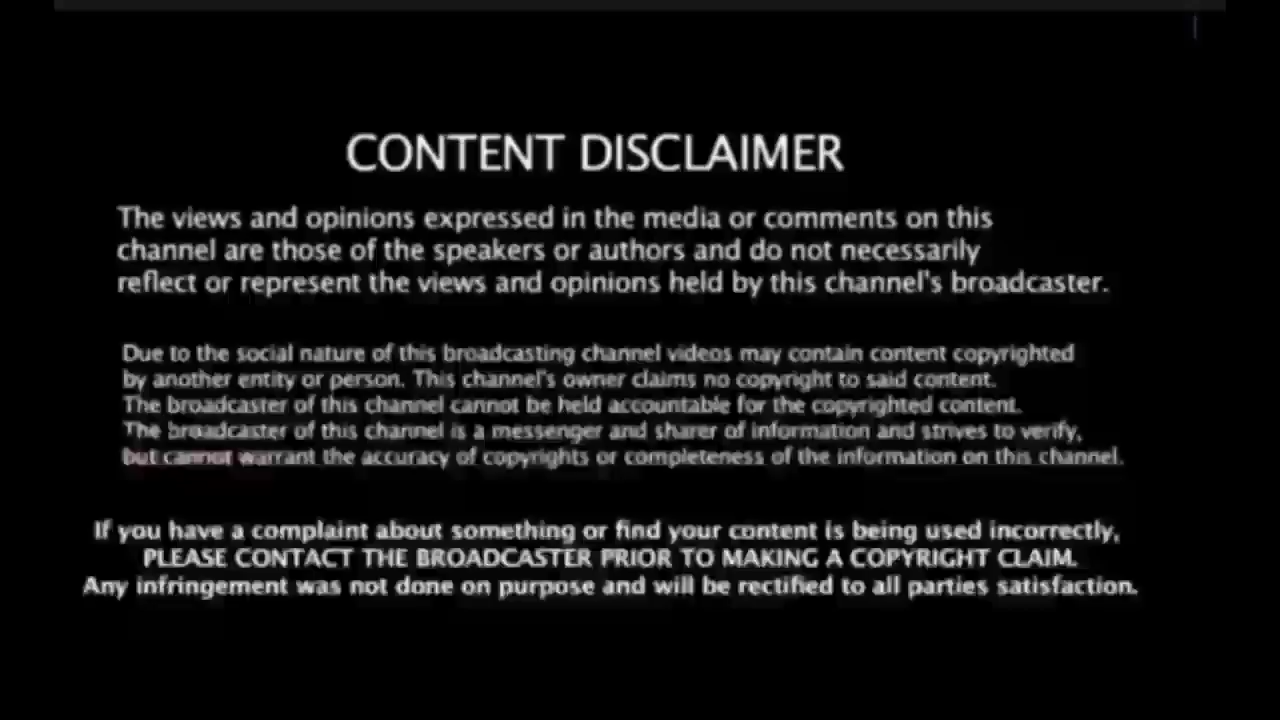 CONTENT DISCLAIMER
The views and opinions expressed in the media or comments on this
channel are those of the speakers or authors and do not necessarily
reflect or represent the views and opinions held by this channel's broadcaster.
Due to the social nature of this broadcasting channel videos may contain content copyrighted
by another entity or person. This channel's owner claims no copyright to said content.
The broadcaster of this channel cannot be held accountable for the copyrighted content.
The broadcaster of this channel is a messenger and sharer of information and strives to verify,
but cannot warrant the accuracy of copyrights or completeness of the information on this channel.
If you have a complaint about something or find your content is being used incorrectly,
PLEASE CONTACT THE BROADCASTER PRIOR TO MAKING A COPYRIGHT CLAIM.
Any infringement was not done on purpose and will be rectified to all parties satisfaction.